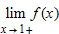 lim f(x)
x→1+